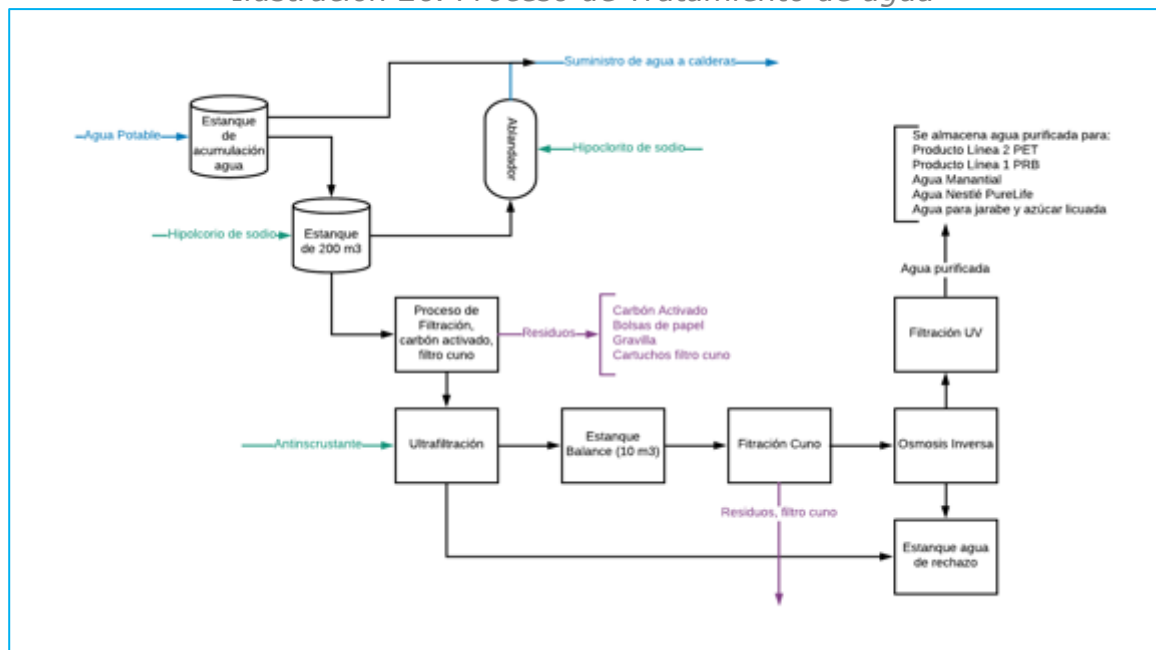 Suministro de agua a calderas
Agua Potable
Estanque
de
acumulación
agua
Ablandador
Hipoclorito de sodio
Se almacena agua purificada para:
Producto Línea 2 PET
Producto Línea 1 PRB
Agua Manantial
Agua Nestlé PureLife
Agua para jarabe y azúcar licuada
Hipolcorio de sodio
Estanque
de 200 m3
Agua purificada
Proceso de
Filtración,
carbón activado,
filtro cuno
Residuos
Carbón Activado
Bolsas de papel
Gravilla
Cartuchos filtro cuno
Filtración UV
Antinscrustante
Ultrafiltración
Estanque
Balance (10 m3)
Fitración Cuno
Osmosis Inversa
Residuos, filtro cuno
Estanque agua
de rechazo